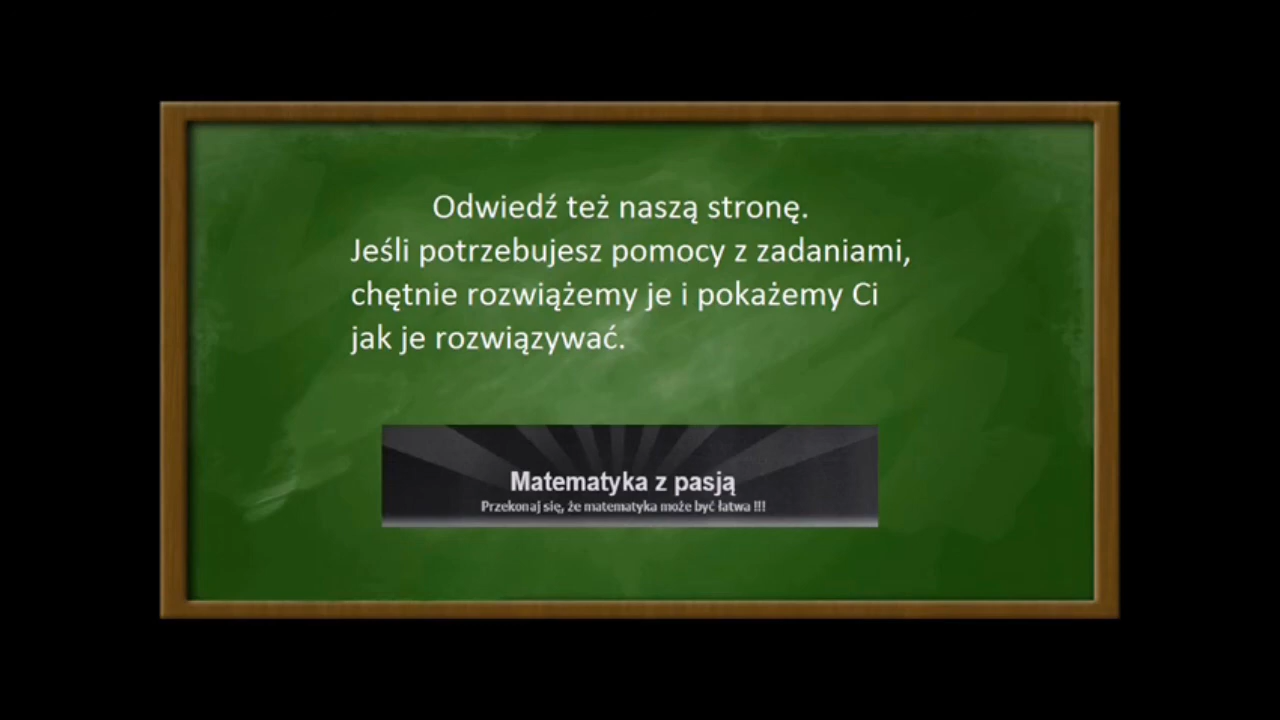 Odwiedź też naszą stronę.
Jeśli potrzebujesz pomocy z zadaniami,
chętnie rozwiążemy je i pokażemy Ci
jak je rozwiązywać.
Matematyka z pasją
Przekonaj się, że matematyka może być łatwa !!!